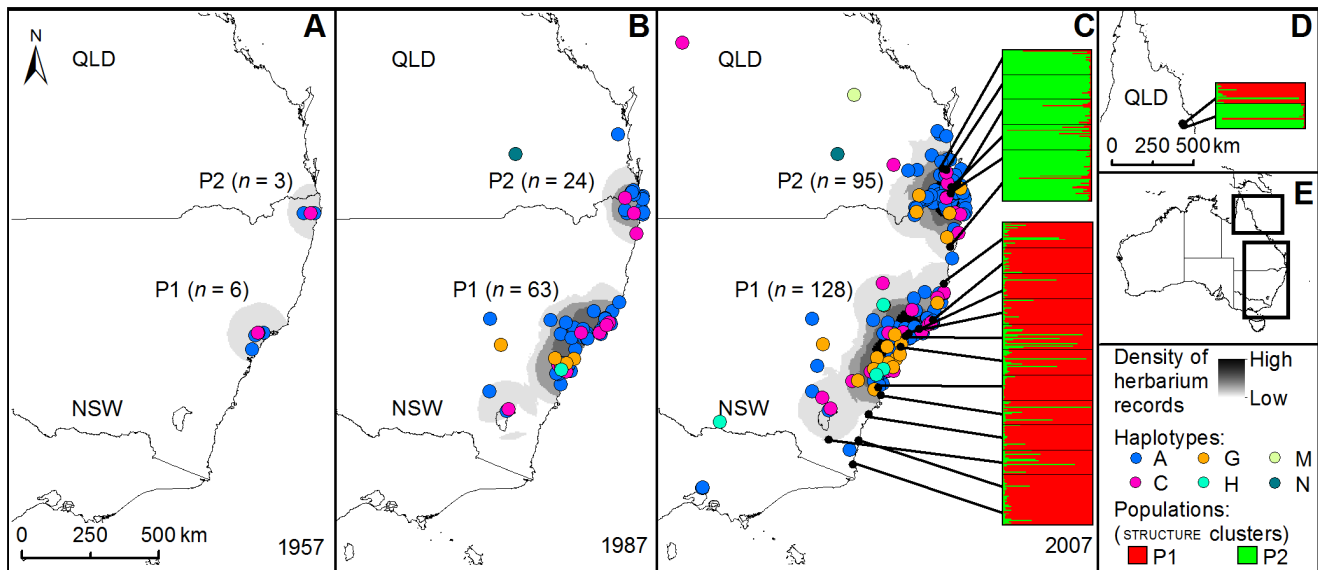 A
N
QLD
P2 (n = 3)
P1 (n = 6)
NSW
0 250 500 km
1957
B
QLD
P2 (n = 24)
P1 (n = 63)
NSW
1987
C
QLD
P2 (n = 95)
P1 (n = 128)
NSW
2007
D
QLD
0 250 500 km
E
Density of
herbarium
records
High
Low
Haplotypes:
A G M
C H N
Populations:
(STRUCTURE clusters)
P1 P2